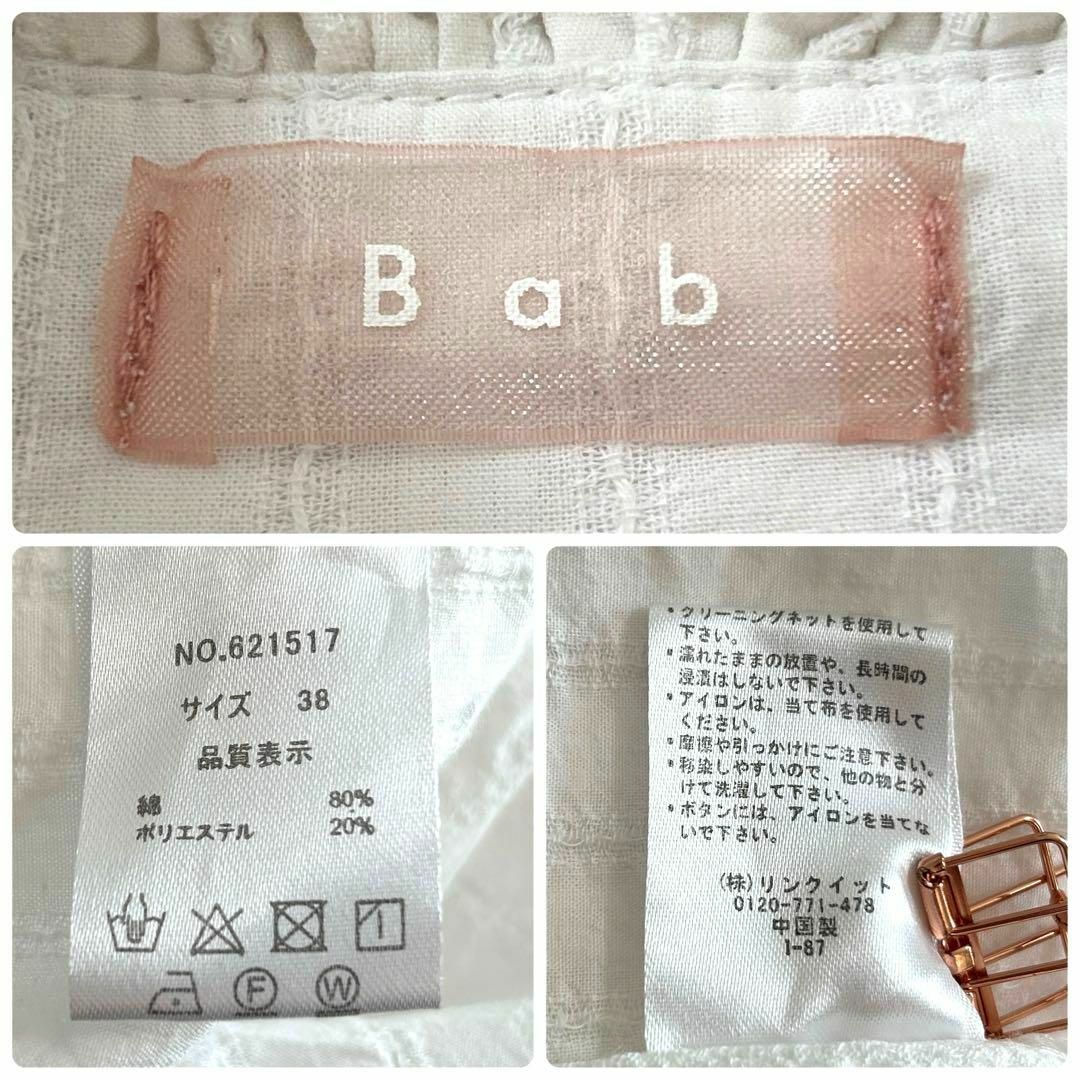 Bab
NO.621517
サイズ 38
品質表示
綿 80%
ポリエステル 20%
F W
・クリーニングネットを使用して
下さい。
・濡れたままの放置や、長時間の
浸漬はしないで下さい。
・アイロンは、当て布を使用して
ください。
・摩擦や引っかけにご注意下さい。
・移染しやすいので、他の物と分
けて洗濯して下さい。
・ボタンには、アイロンを当てな
いで下さい。
(株)リンクイット
0120-771-478
中国製
1-87